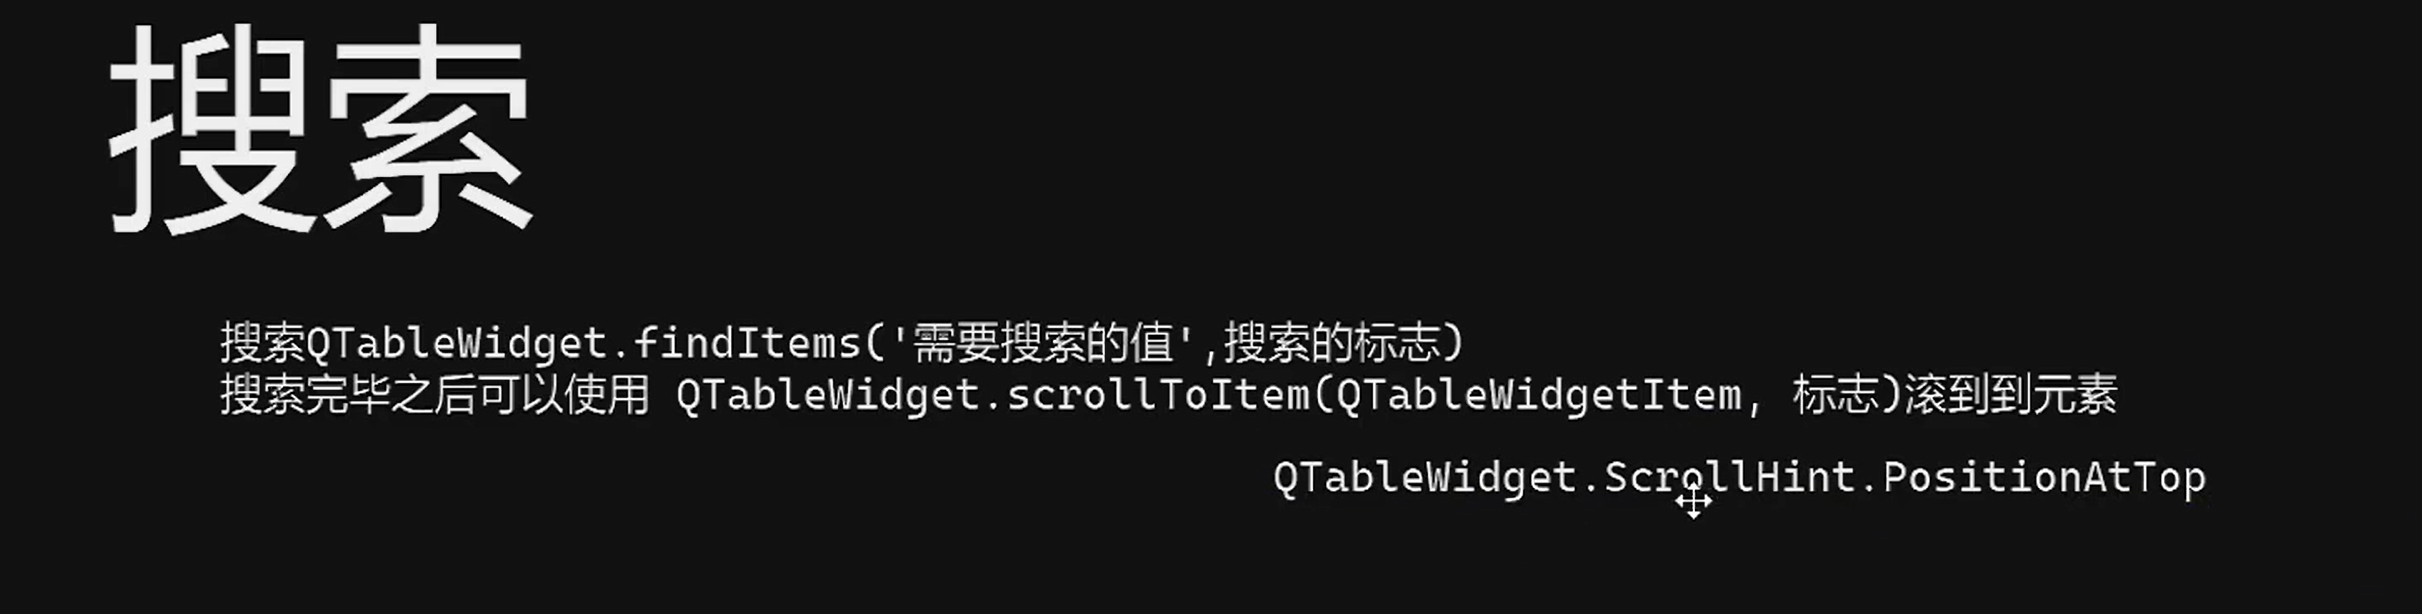 搜索
搜索QTableWidget.findItems('需要搜索的值',搜索的标志)
搜索完毕之后可以使用 QTableWidget.scrollToItem(QTableWidgetItem, 标志)滚到到元素
QTableWidget.ScrollHint.PositionAtTop